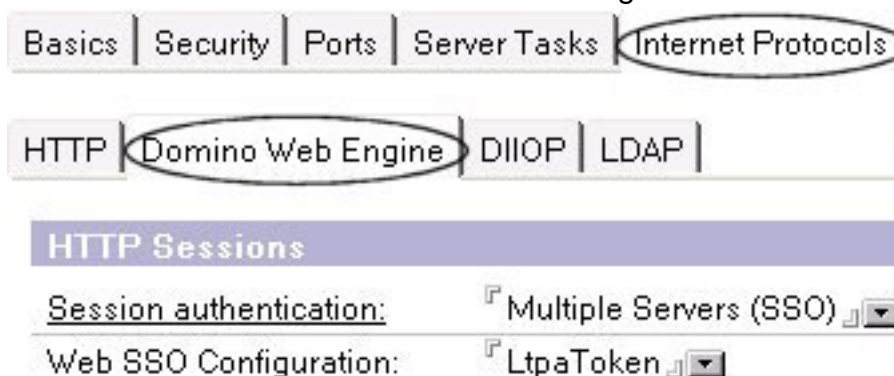 Basics Security Ports Server Tasks Internet Protocols
HTTP Domino Web Engine DIIOP LDAP
HTTP Sessions
Session authentication: Multiple Servers (SSO)
Web SSO Configuration: LtpaToken